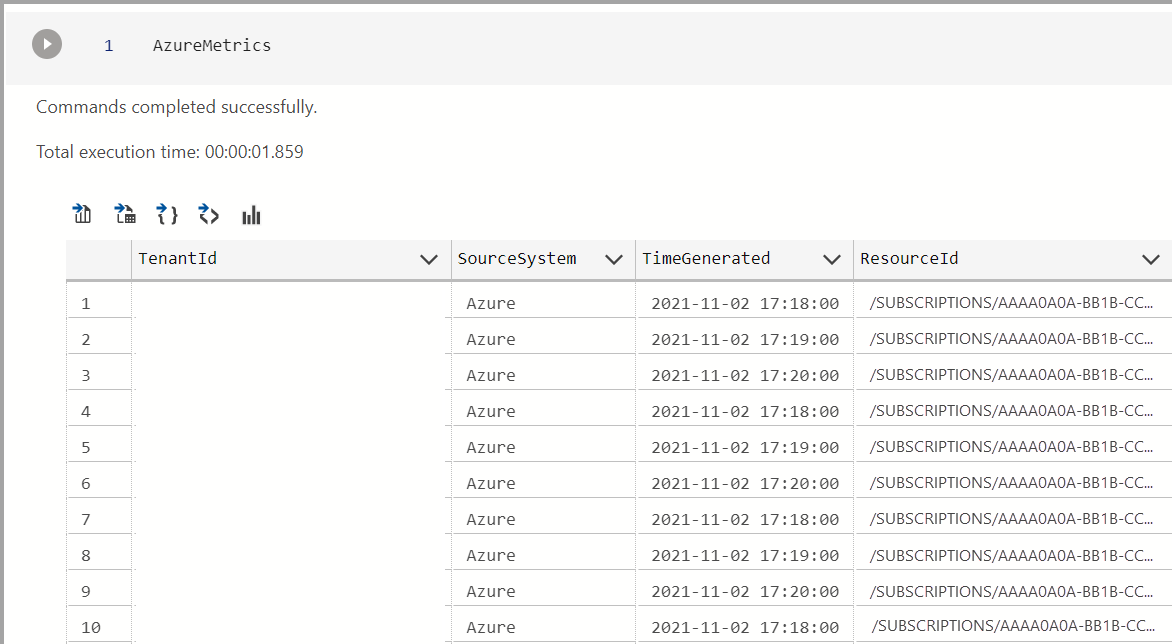 1 AzureMetrics
Commands completed successfully.
Total execution time: 00:00:01.859
TenantId SourceSystem TimeGenerated ResourceId
1 Azure 2021-11-02 17:18:00 /SUBSCRIPTIONS/AAAA0A0A-BB1B-CC...
2 Azure 2021-11-02 17:19:00 /SUBSCRIPTIONS/AAAA0A0A-BB1B-CC...
3 Azure 2021-11-02 17:20:00 /SUBSCRIPTIONS/AAAA0A0A-BB1B-CC...
4 Azure 2021-11-02 17:18:00 /SUBSCRIPTIONS/AAAA0A0A-BB1B-CC...
5 Azure 2021-11-02 17:19:00 /SUBSCRIPTIONS/AAAA0A0A-BB1B-CC...
6 Azure 2021-11-02 17:20:00 /SUBSCRIPTIONS/AAAA0A0A-BB1B-CC...
7 Azure 2021-11-02 17:18:00 /SUBSCRIPTIONS/AAAA0A0A-BB1B-CC...
8 Azure 2021-11-02 17:19:00 /SUBSCRIPTIONS/AAAA0A0A-BB1B-CC...
9 Azure 2021-11-02 17:20:00 /SUBSCRIPTIONS/AAAA0A0A-BB1B-CC...
10 Azure 2021-11-02 17:18:00 /SUBSCRIPTIONS/AAAA0A0A-BB1B-CC...